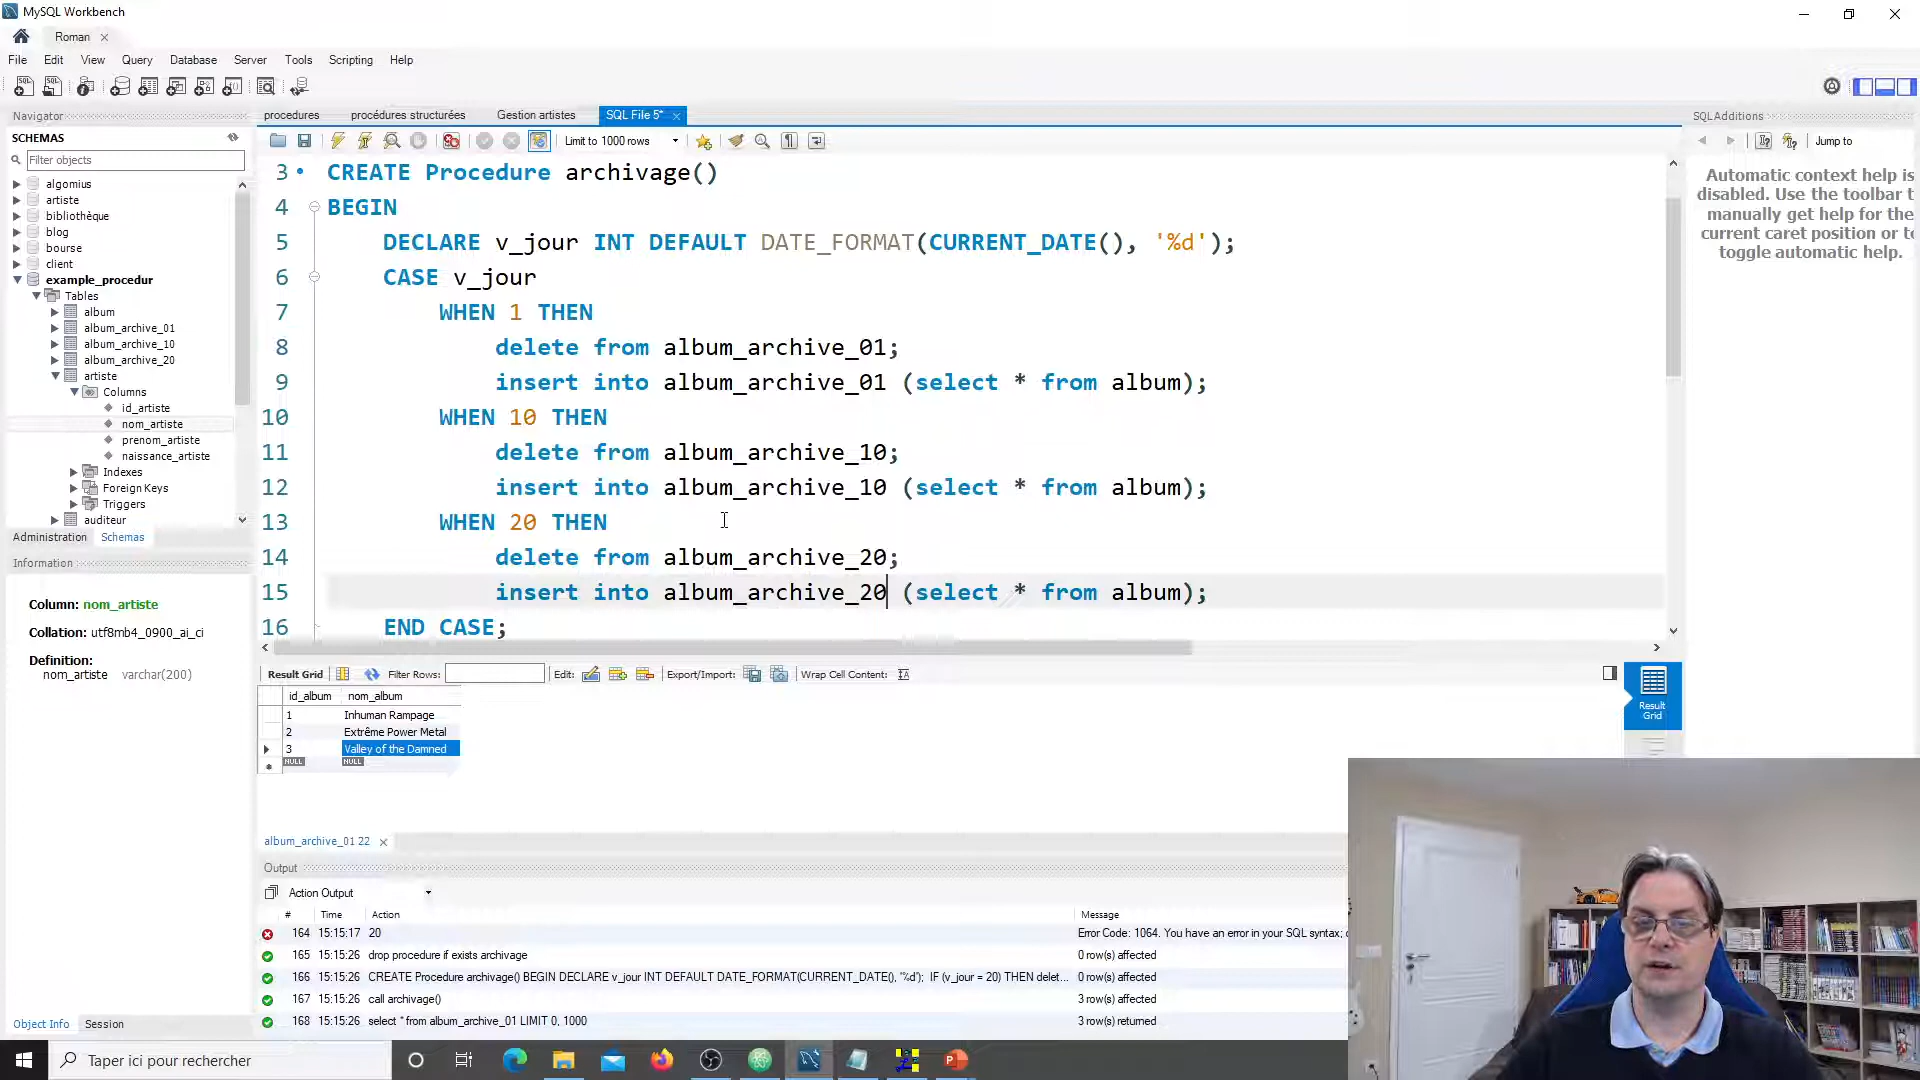 MySQL Workbench
Roman
File Edit View Query Database Server Tools Scripting Help
Navigator
SCHEMAS
Filter objects
algomius
artiste
bibliothèque
blog
bourse
client
example_procedur
Tables
album
album_archive_01
album_archive_10
album_archive_20
artiste
Columns
id_artiste
nom_artiste
prenom_artiste
naissance_artiste
Indexes
Foreign Keys
Triggers
auditeur
Administration Schemas
Information
Column: nom_artiste
Collation: utf8mb4_0900_ai_ci
Definition:
nom_artiste varchar(200)
Object Info Session
procedures procédures structurées Gestion artistes SQL File 5*
Limit to 1000 rows
3 CREATE Procedure archivage()
4 BEGIN
5 DECLARE v_jour INT DEFAULT DATE_FORMAT(CURRENT_DATE(), '%d');
6 CASE v_jour
7 WHEN 1 THEN
8 delete from album_archive_01;
9 insert into album_archive_01 (select * from album);
10 WHEN 10 THEN
11 delete from album_archive_10;
12 insert into album_archive_10 (select * from album);
13 WHEN 20 THEN
14 delete from album_archive_20;
15 insert into album_archive_20 (select * from album);
16 END CASE;
Result Grid Filter Rows: Edit: Export/Import: Wrap Cell Content:
id_album nom_album
1 Inhuman Rampage
2 Extrême Power Metal
3 Valley of the Damned
NULL NULL
Result
Grid
album_archive_01 22
Output
Action Output
# Time Action Message
164 15:15:17 20 Error Code: 1064. You have an error in your SQL syntax;
165 15:15:26 drop procedure if exists archivage 0 row(s) affected
166 15:15:26 CREATE Procedure archivage() BEGIN DECLARE v_jour INT DEFAULT DATE_FORMAT(CURRENT_DATE(), '%d'); IF (v_jour = 20) THEN delet... 0 row(s) affected
167 15:15:26 call archivage() 3 row(s) affected
168 15:15:26 select * from album_archive_01 LIMIT 0, 1000 3 row(s) returned
SQLAdditions
Jump to
Automatic context help is
disabled. Use the toolbar t
manually get help for the
current caret position or to
toggle automatic help.
Taper ici pour rechercher